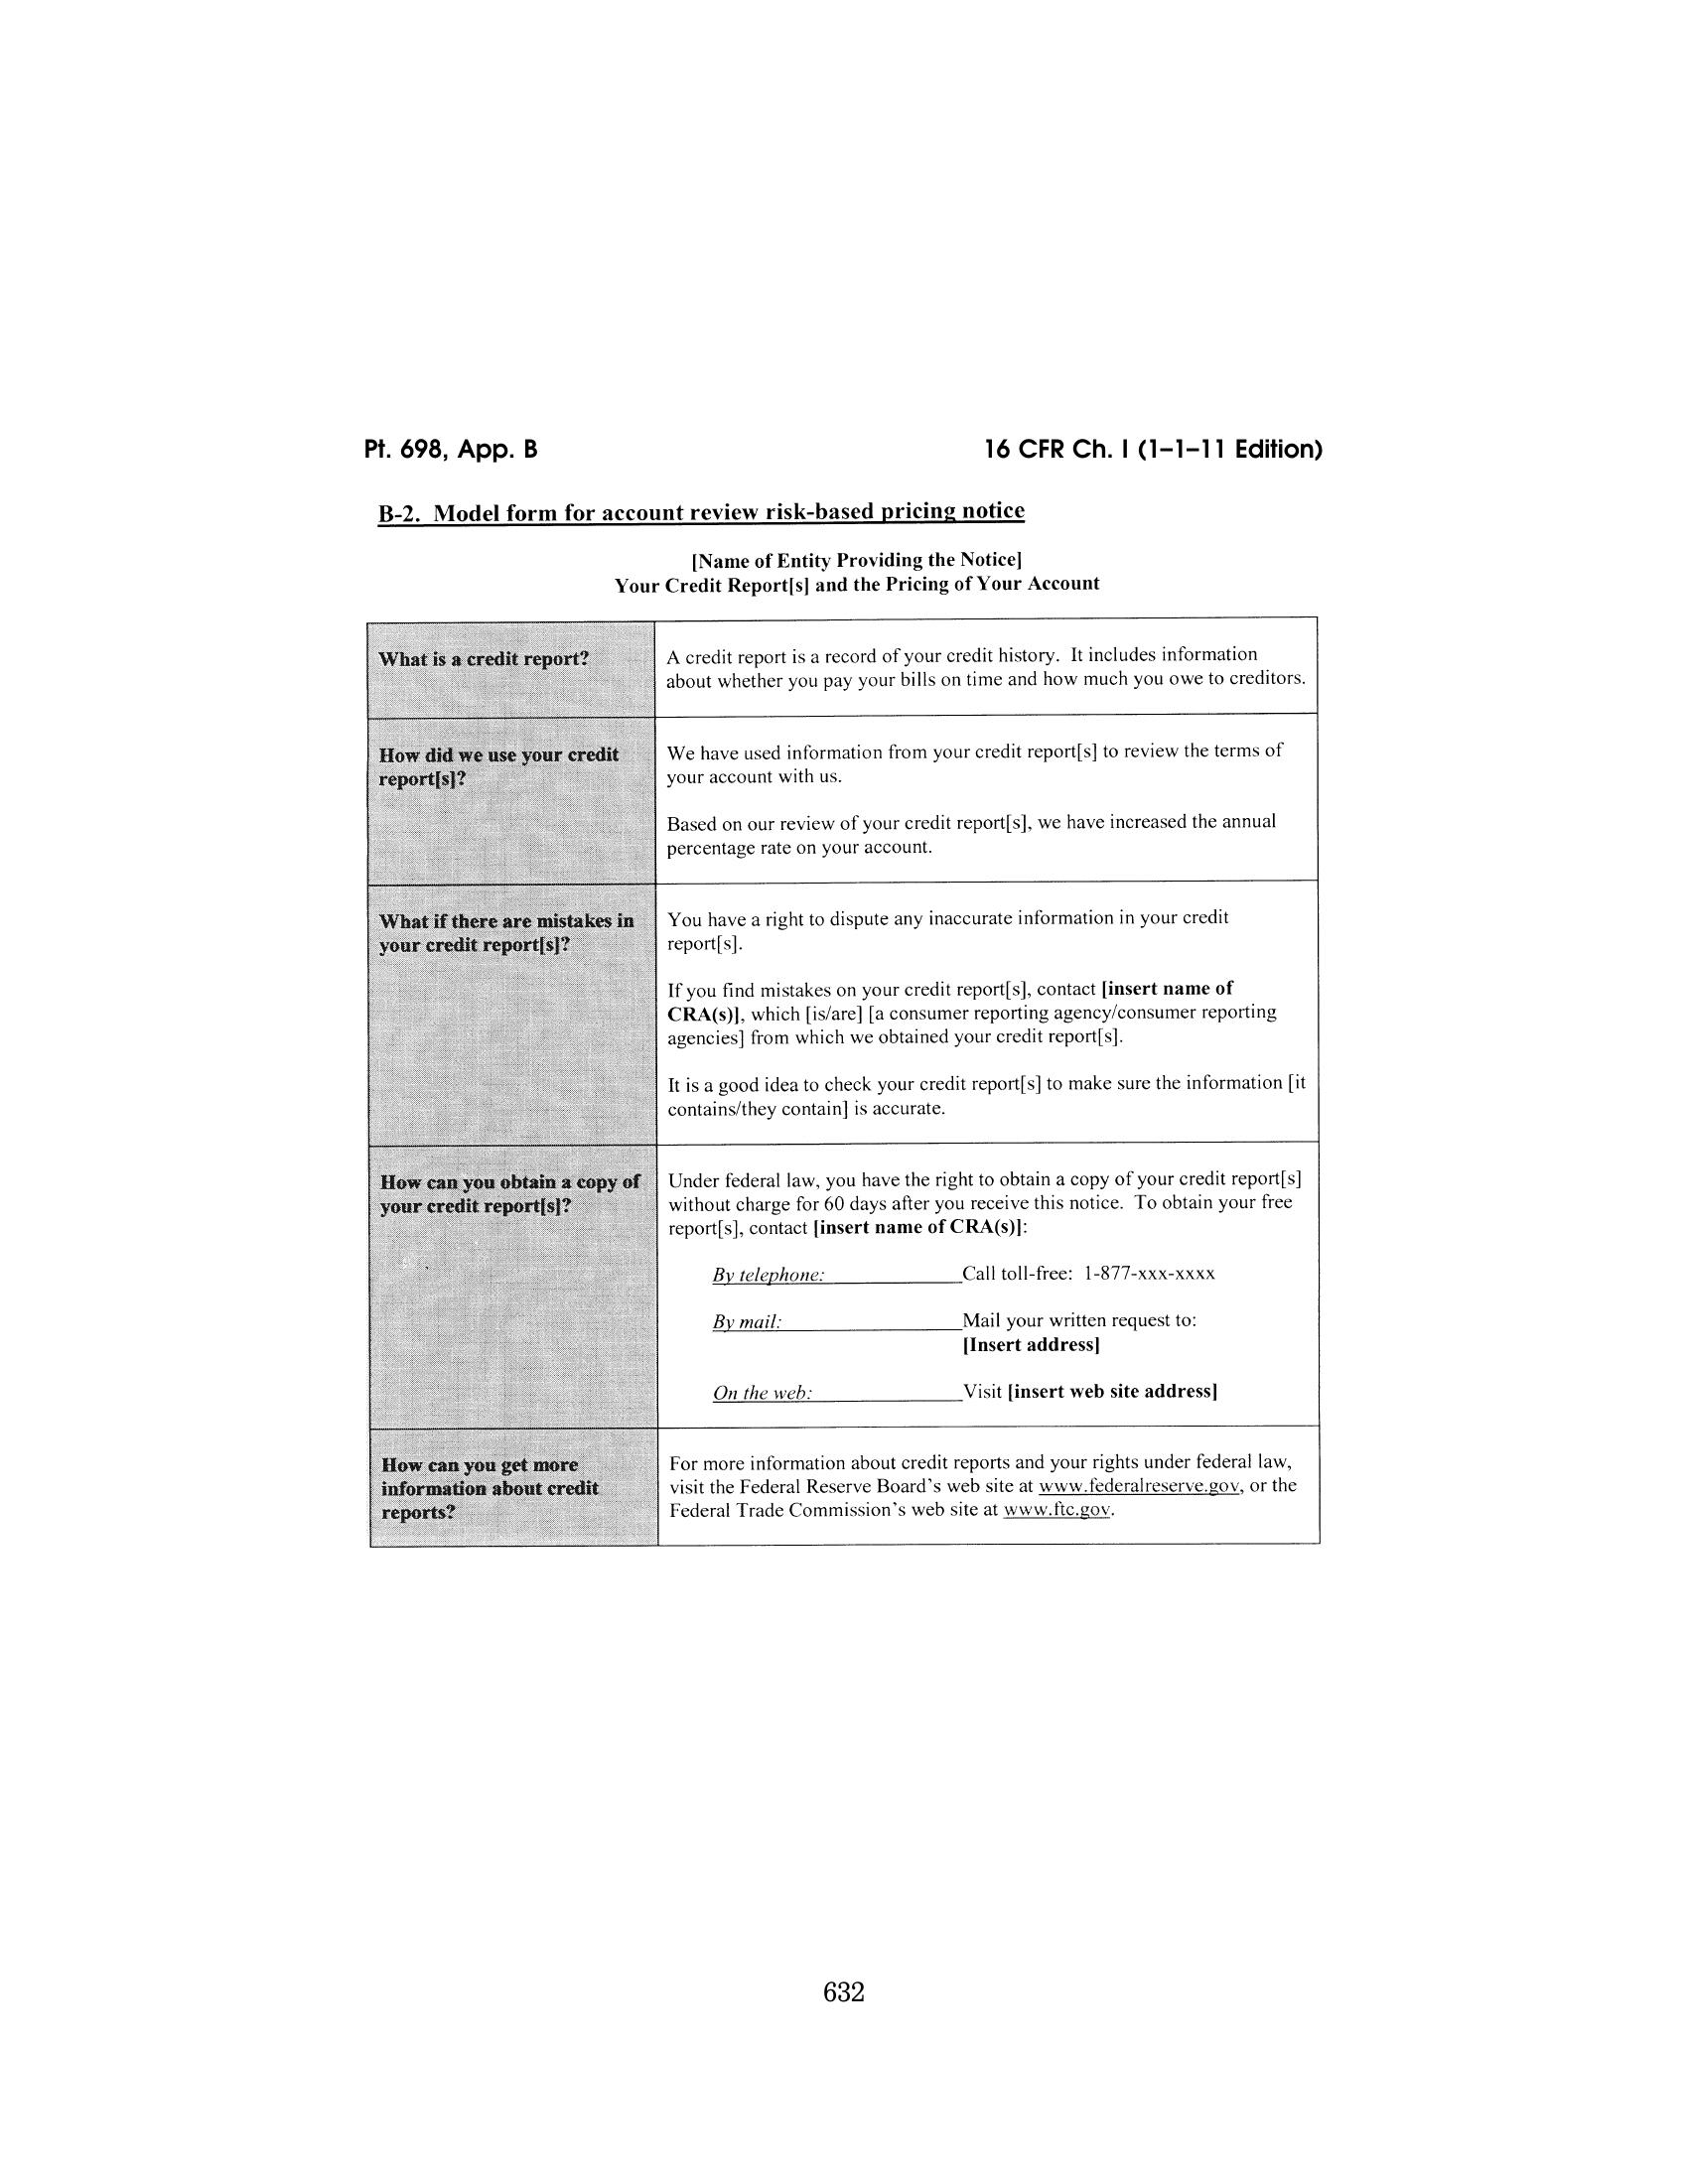 Pt. 698, App. B
16 CFR Ch. I (1–1–11 Edition)
B-2. Model form for account review risk-based pricing notice
[Name of Entity Providing the Notice]
Your Credit Report[s] and the Pricing of Your Account
What is a credit report?
A credit report is a record of your credit history. It includes information
about whether you pay your bills on time and how much you owe to creditors.
How did we use your credit
report[s]?
We have used information from your credit report[s] to review the terms of
your account with us.
Based on our review of your credit report[s], we have increased the annual
percentage rate on your account.
What if there are mistakes in
your credit report[s]?
You have a right to dispute any inaccurate information in your credit
report[s].
If you find mistakes on your credit report[s], contact [insert name of
CRA(s)], which [is/are] [a consumer reporting agency/consumer reporting
agencies] from which we obtained your credit report[s].
It is a good idea to check your credit report[s] to make sure the information [it
contains/they contain] is accurate.
How can you obtain a copy of
your credit report[s]?
Under federal law, you have the right to obtain a copy of your credit report[s]
without charge for 60 days after you receive this notice. To obtain your free
report[s], contact [insert name of CRA(s)]:
By telephone: Call toll-free: 1-877-xxx-xxxx
By mail: Mail your written request to:
[Insert address]
On the web: Visit [insert web site address]
How can you get more
information about credit
reports?
For more information about credit reports and your rights under federal law,
visit the Federal Reserve Board's web site at www.federalreserve.gov, or the
Federal Trade Commission's web site at www.ftc.gov.
632